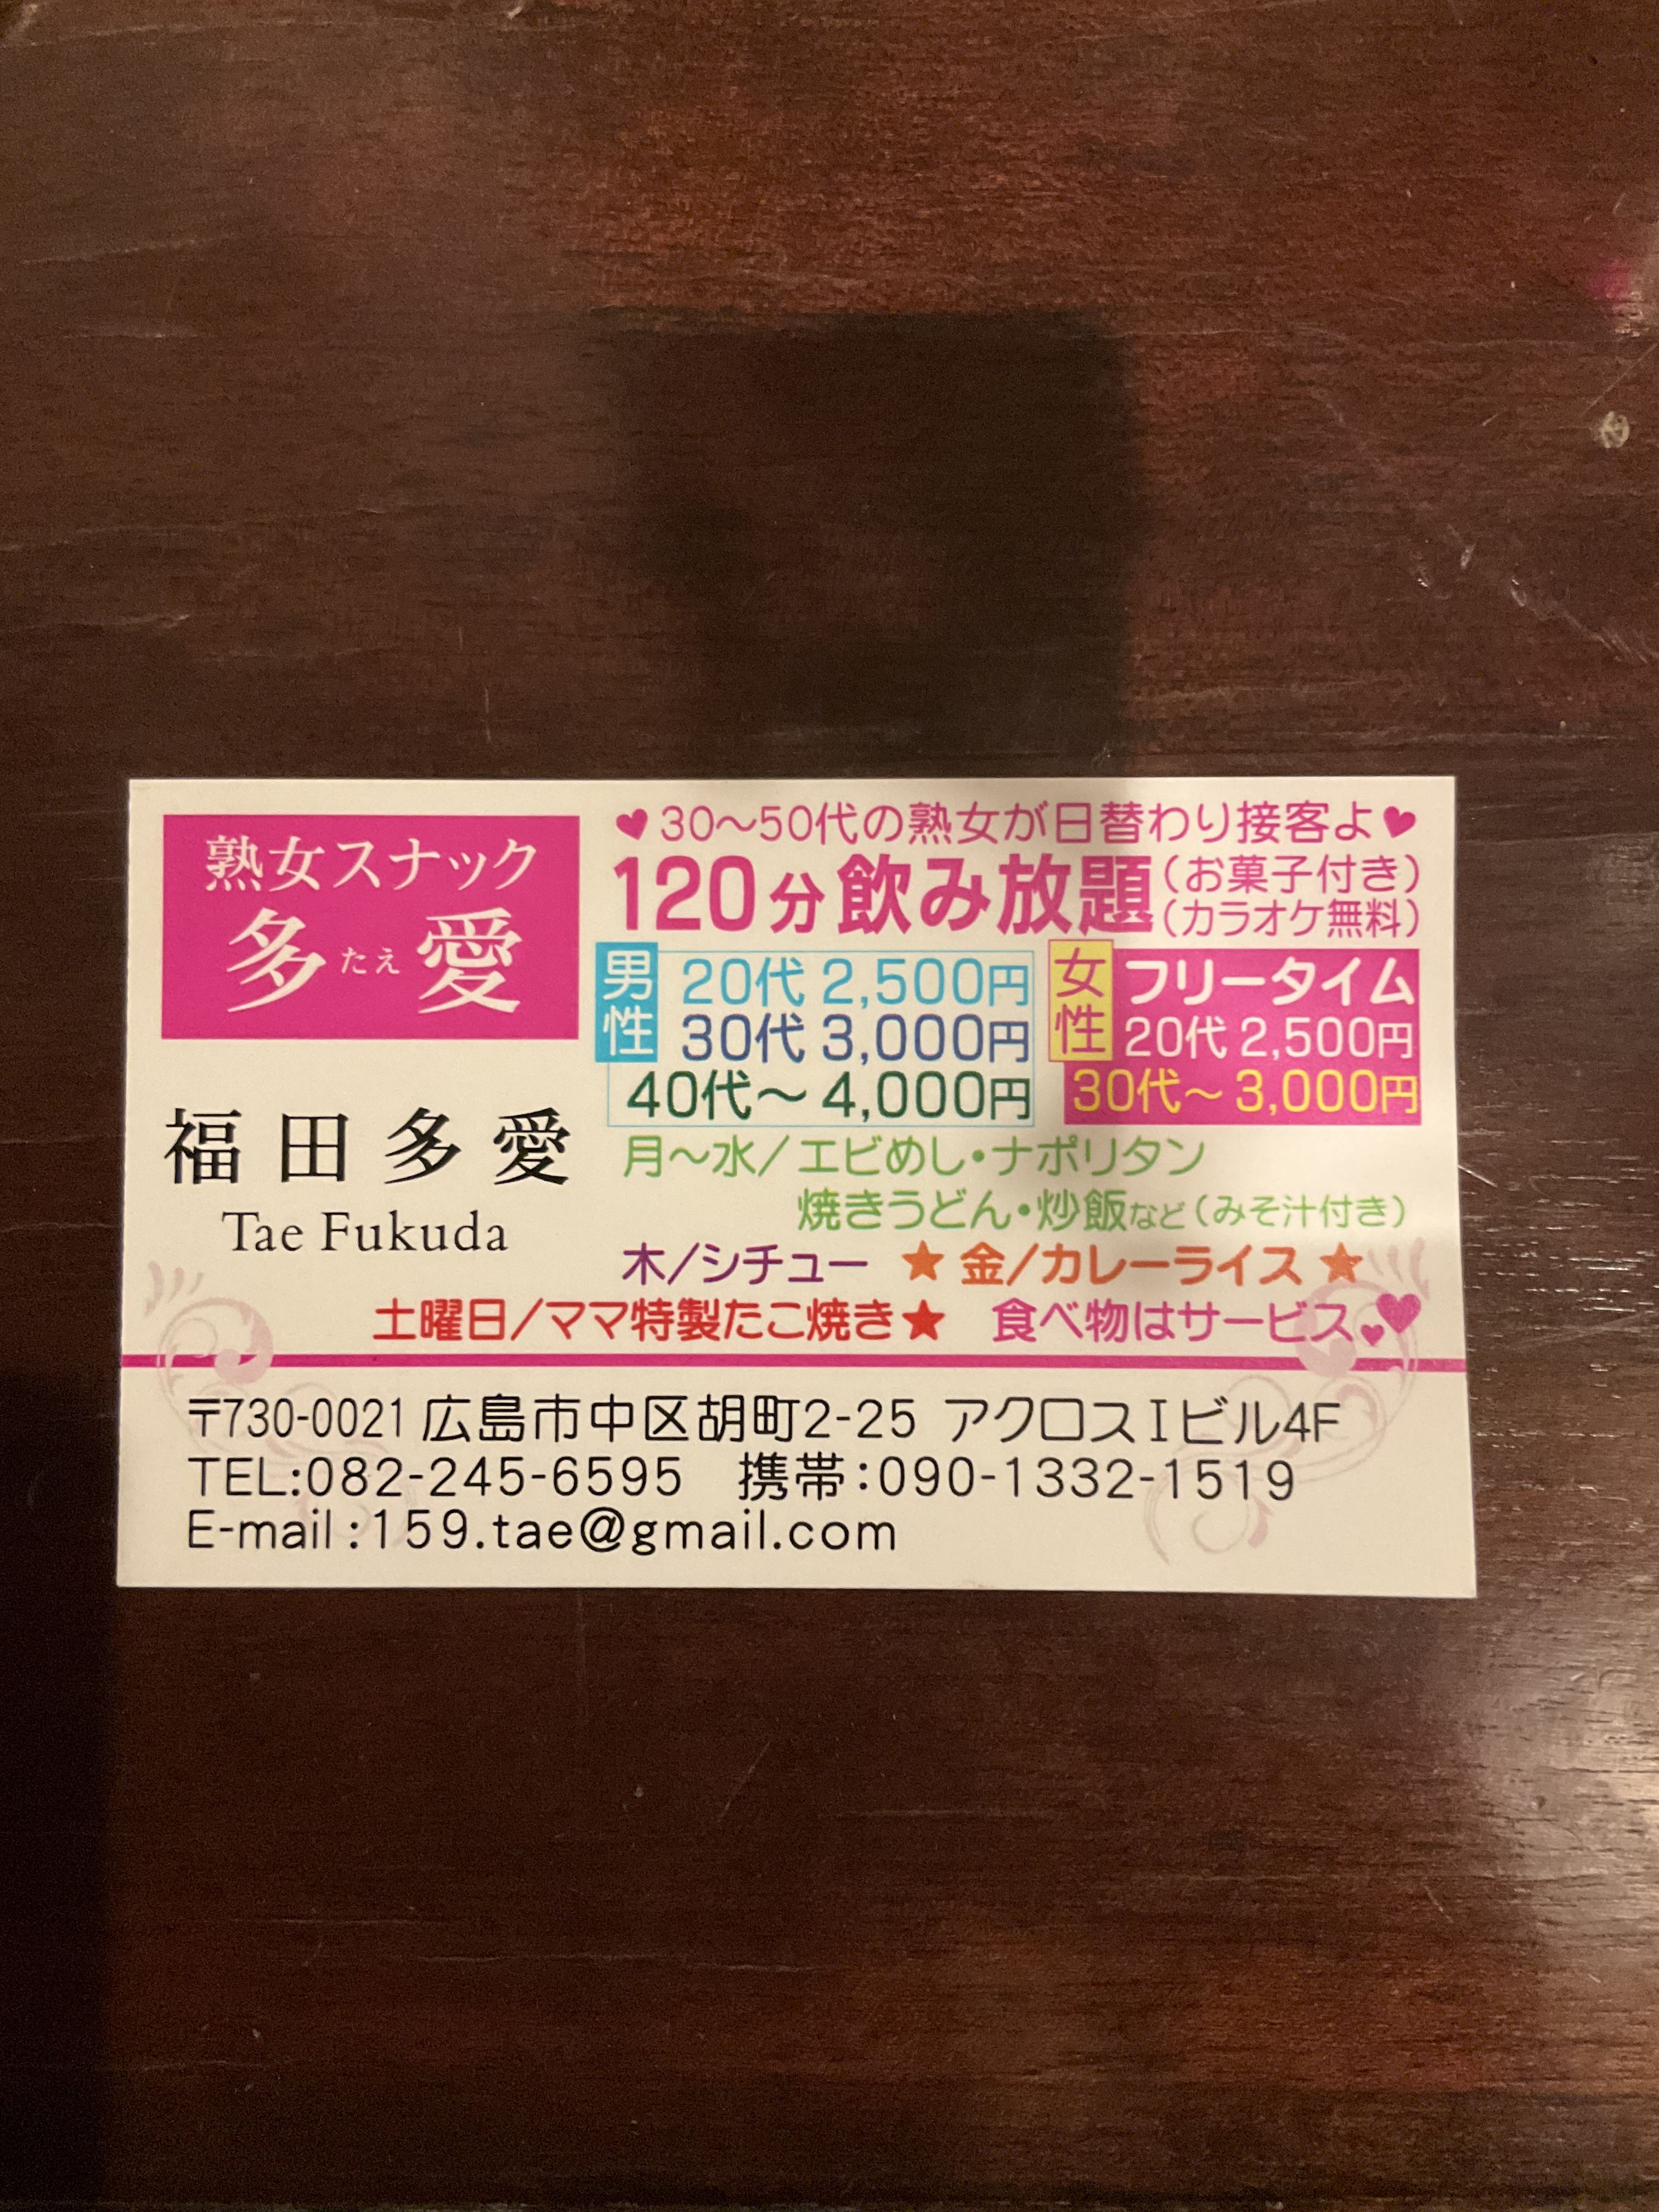 熟女スナック
多たえ愛
福田多愛
Tae Fukuda
♥30〜50代の熟女が日替わり接客よ♥
120分飲み放題(お菓子付き)
(カラオケ無料)
男性
20代 2,500円
30代 3,000円
40代〜4,000円
女性
フリータイム
20代 2,500円
30代〜3,000円
月〜水/エビめし・ナポリタン
焼きうどん・炒飯など(みそ汁付き)
木/シチュー ★金/カレーライス★
土曜日/ママ特製たこ焼き★ 食べ物はサービス♥♥
〒730-0021 広島市中区胡町2-25 アクロスIビル4F
TEL:082-245-6595 携帯:090-1332-1519
E-mail:159.tae@gmail.com